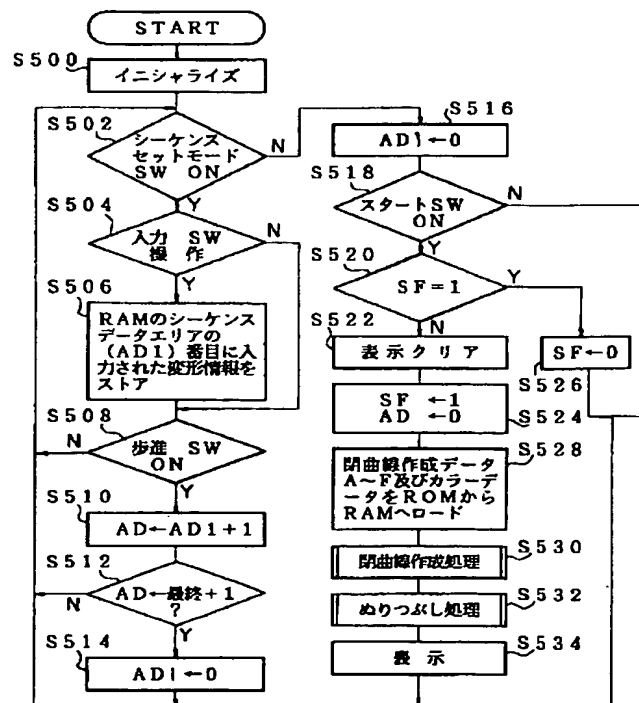 START
S500
イニシャライズ
S502
シーケンス
セットモード
SW ON
N
Y
S504
入力 SW
操作
N
Y
S506
RAMのシーケンス
データエリアの
(AD1)番目に入
力された変形情報を
ストア
S508
歩進 SW
ON
N
Y
S510
AD←AD1+1
S512
AD←最終+1
?
N
Y
S514
AD1←0
S516
AD1←0
S518
スタートSW
ON
N
Y
S520
SF=1
Y
N
S522
表示クリア
SF←0
S526
SF ←1
AD ←0
S524
S528
閉曲線作成データ
A~F及びカラーデ
ータをROMから
RAMへロード
S530
閉曲線作成処理
S532
ぬりつぶし処理
S534
表示